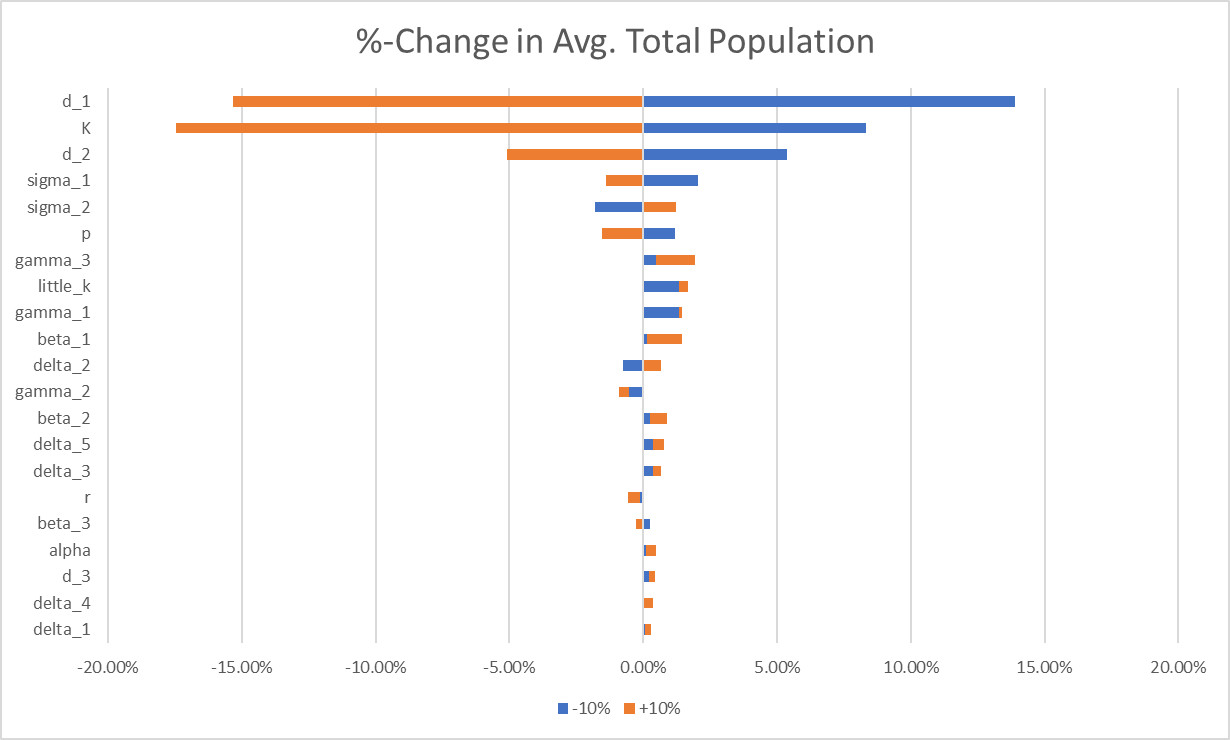 %-Change in Avg. Total Population
d_1
K
d_2
sigma_1
sigma_2
p
gamma_3
little_k
gamma_1
beta_1
delta_2
gamma_2
beta_2
delta_5
delta_3
r
beta_3
alpha
d_3
delta_4
delta_1
-20.00% -15.00% -10.00% -5.00% 0.00% 5.00% 10.00% 15.00% 20.00%
-10% +10%